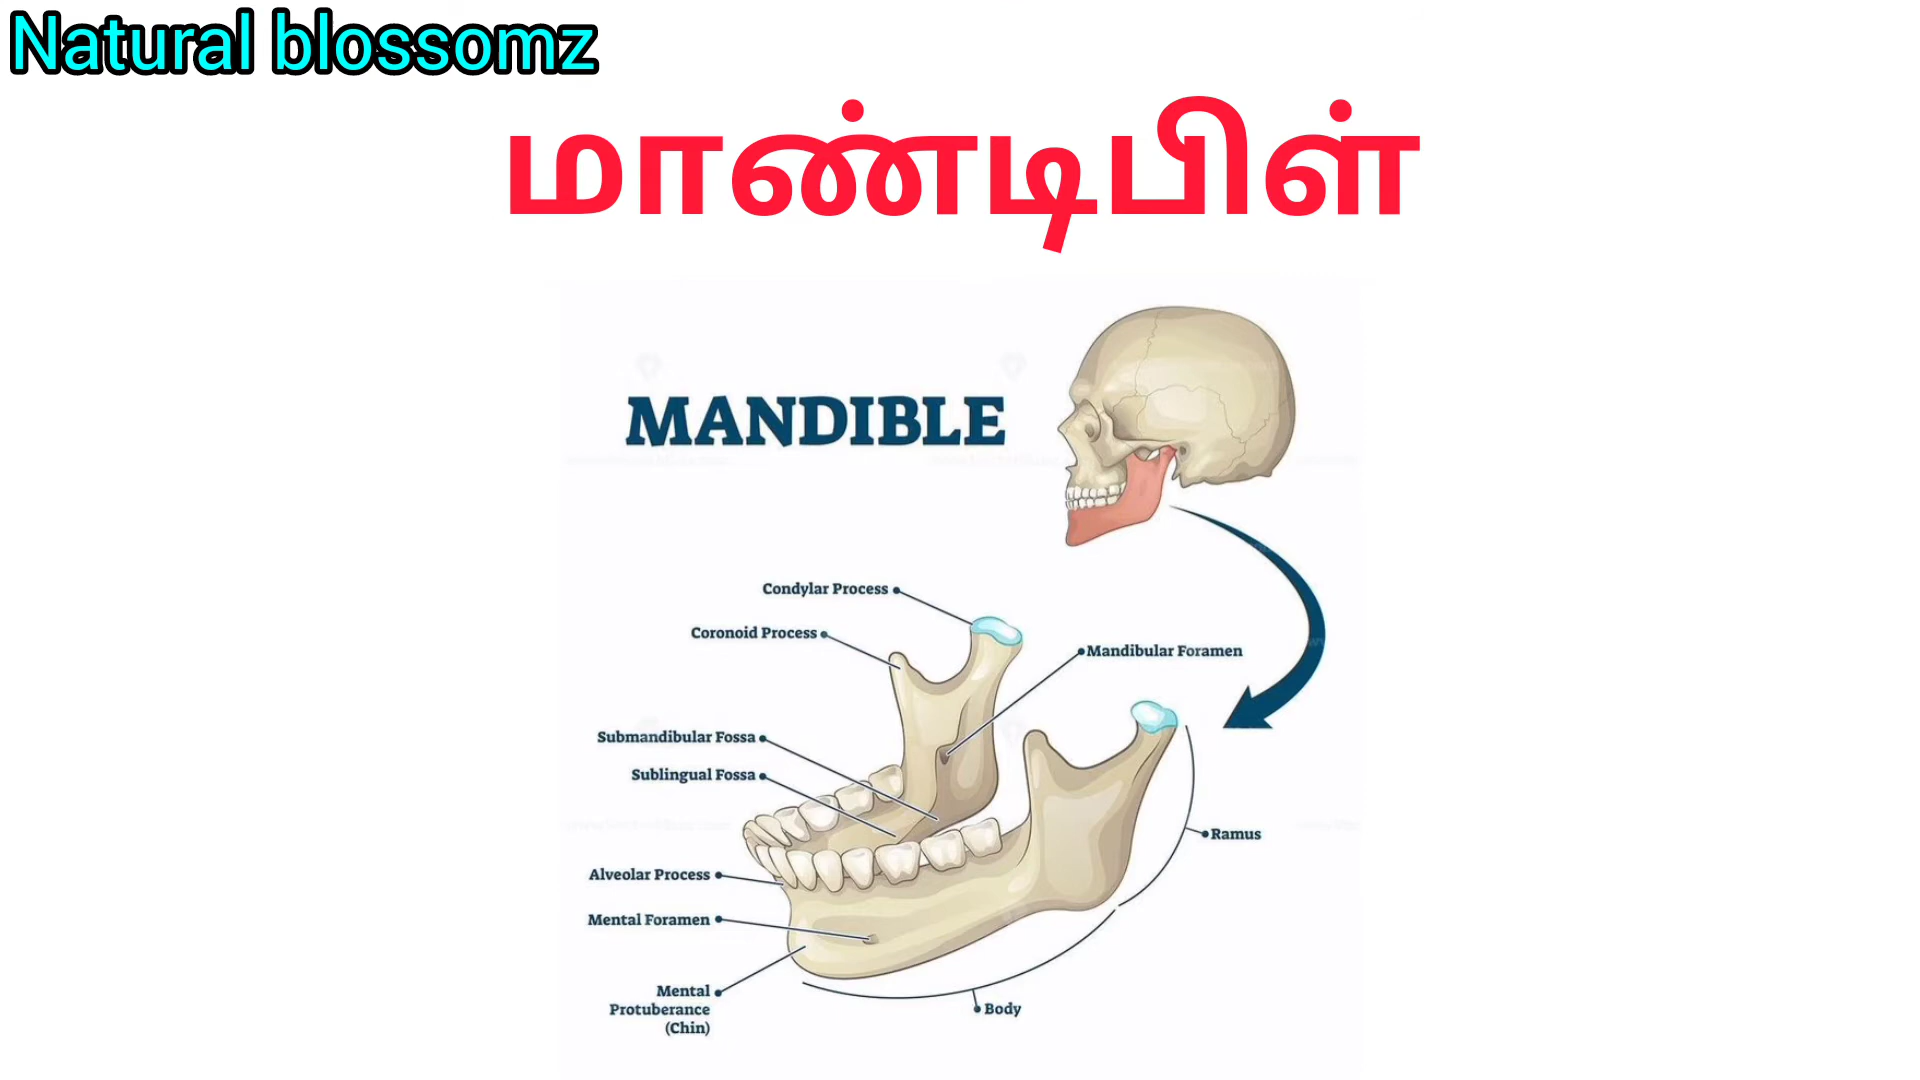 Natural blossomz
மாண்டிபிள்
MANDIBLE
Condylar Process
Coronoid Process
Mandibular Foramen
Submandibular Fossa
Sublingual Fossa
Ramus
Alveolar Process
Mental Foramen
Mental
Protuberance
(Chin)
Body